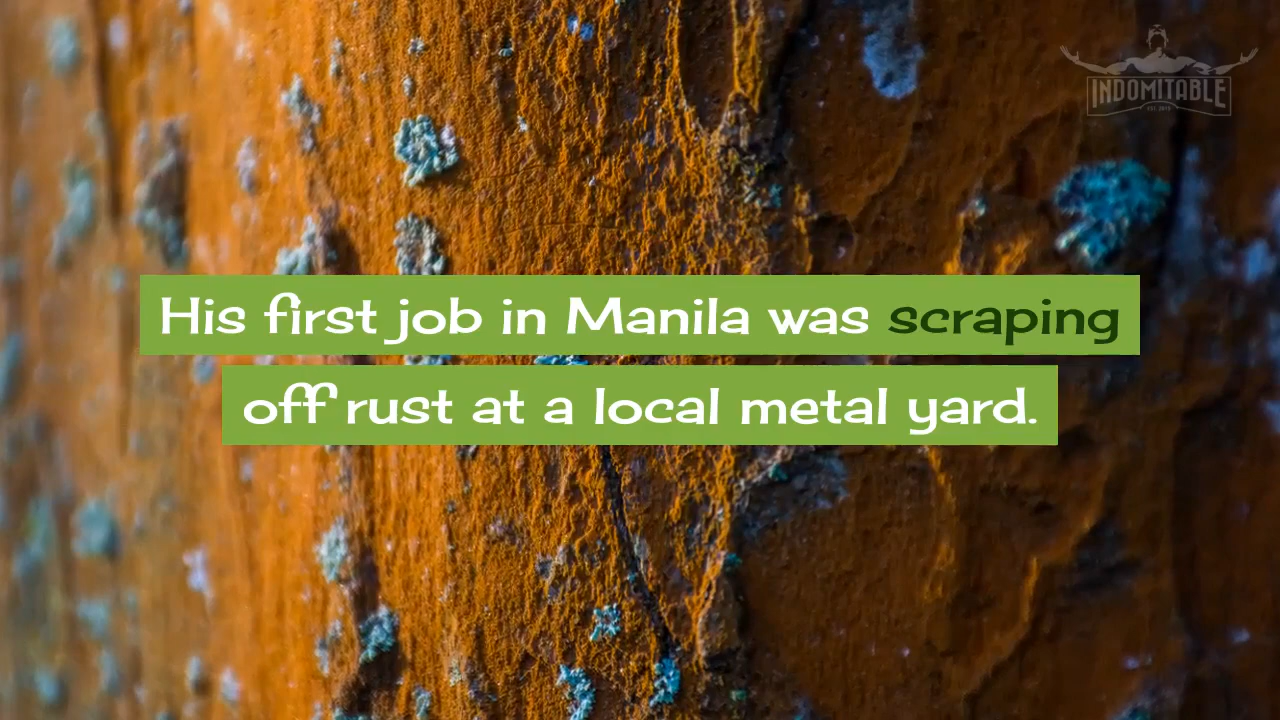 INDOMITABLE
His first job in Manila was scraping
off rust at a local metal yard.